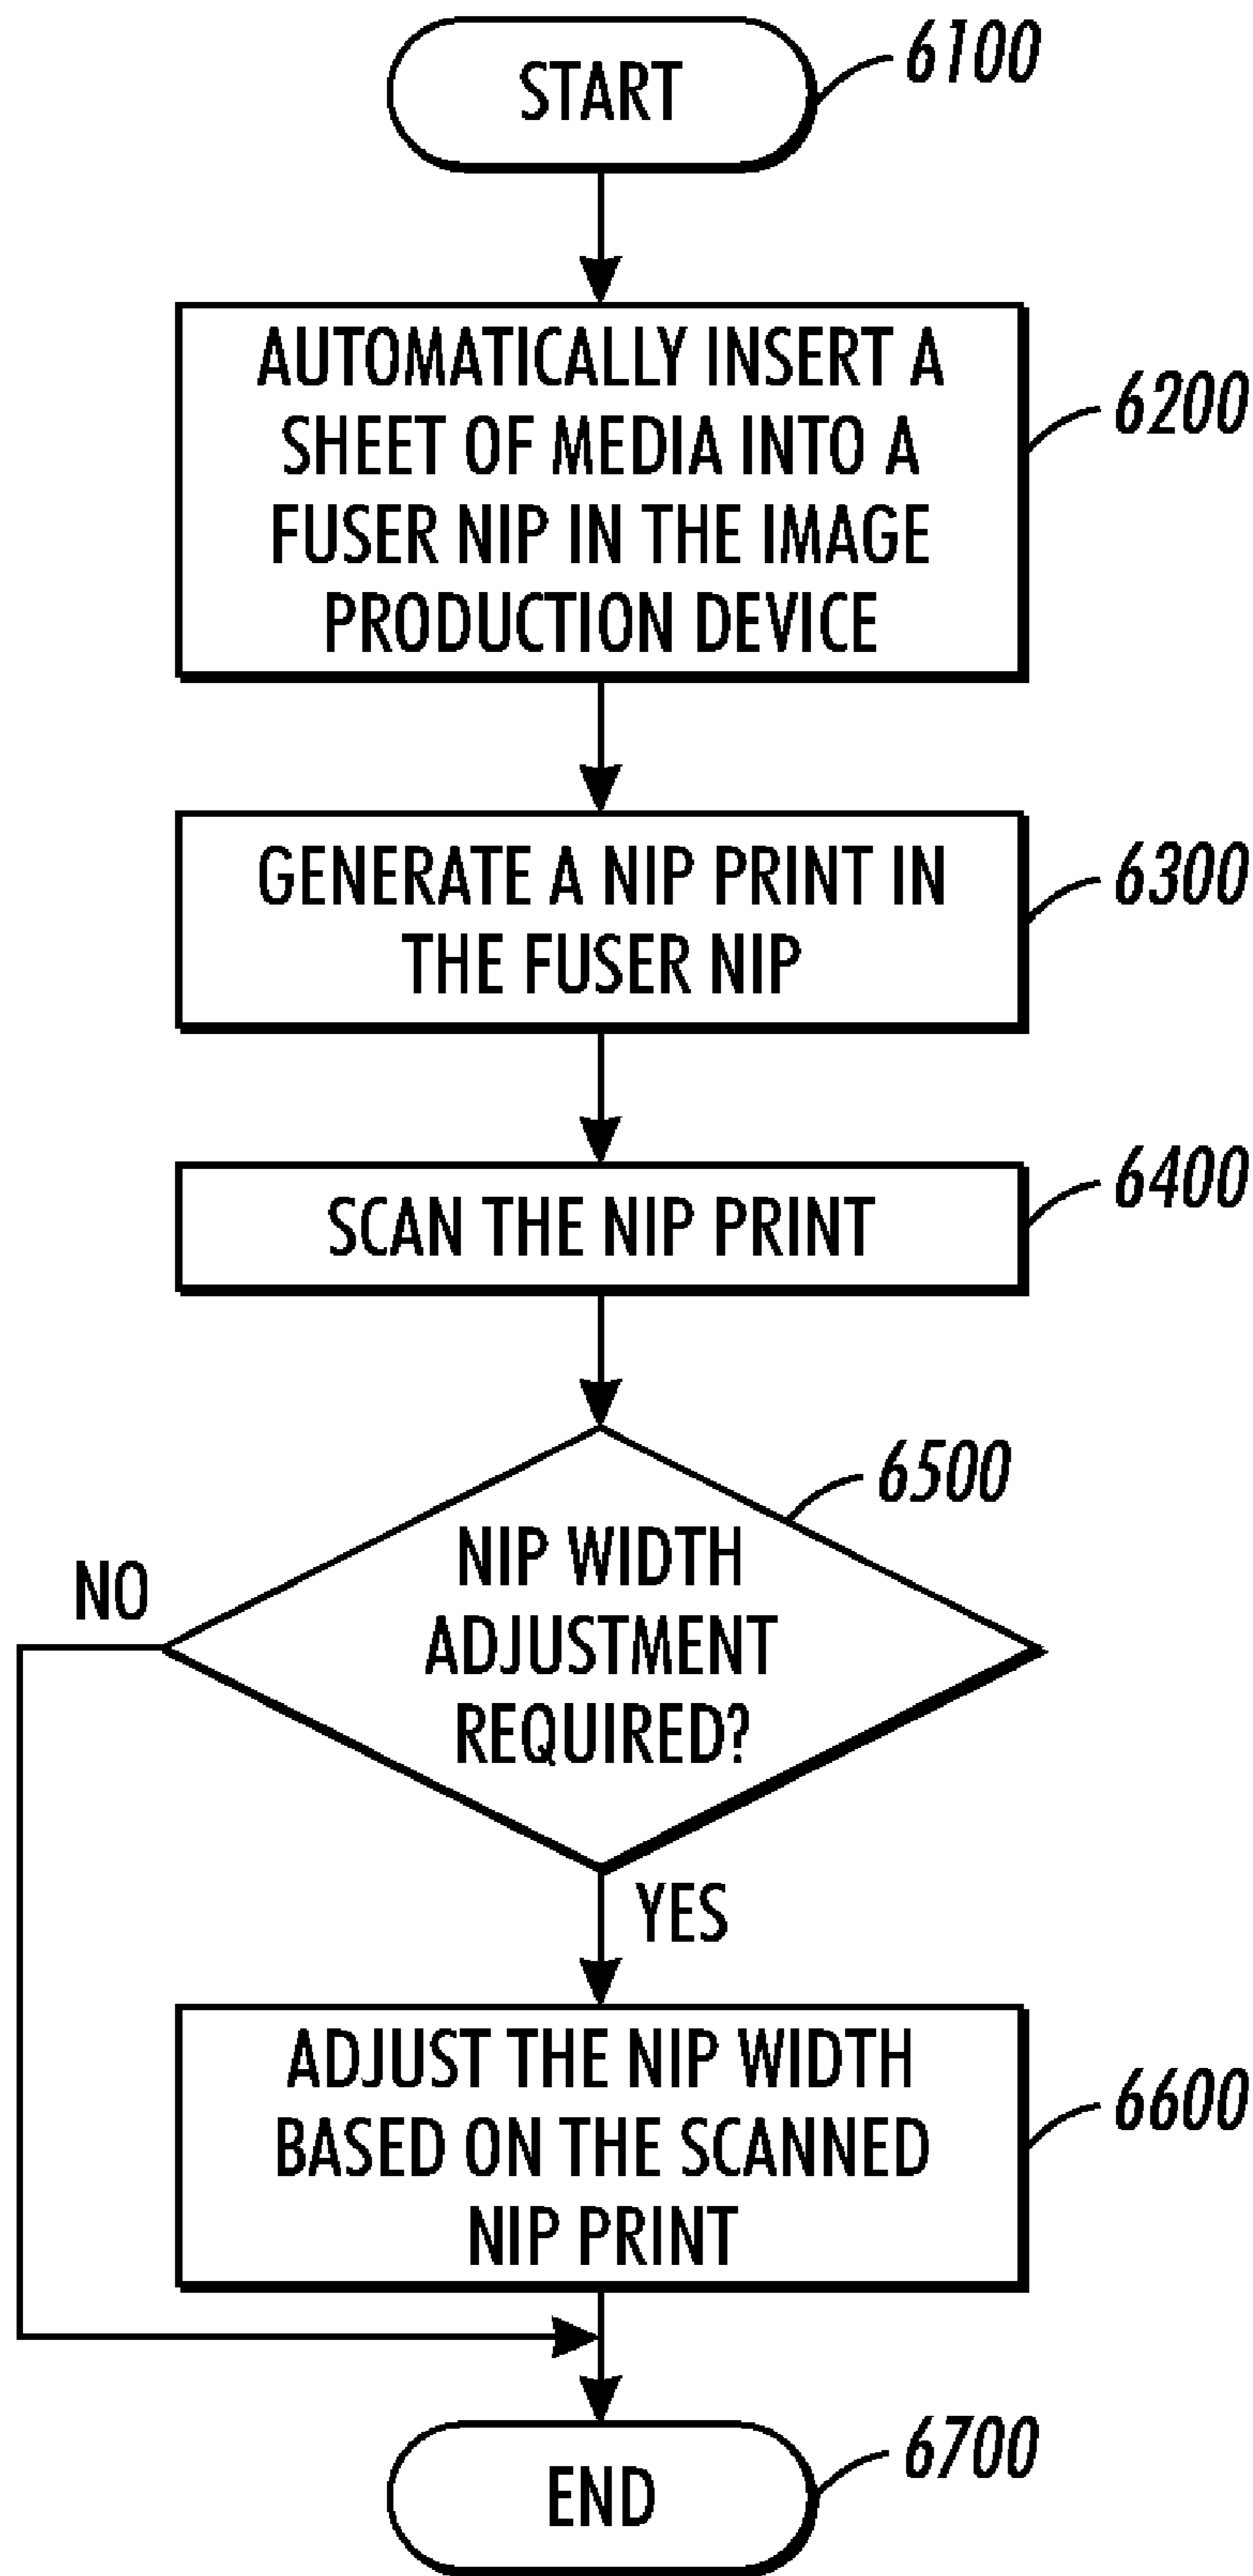 START
6100
AUTOMATICALLY INSERT A
SHEET OF MEDIA INTO A
FUSER NIP IN THE IMAGE
PRODUCTION DEVICE
6200
GENERATE A NIP PRINT IN
THE FUSER NIP
6300
SCAN THE NIP PRINT
6400
NIP WIDTH
ADJUSTMENT
REQUIRED?
6500
NO
YES
ADJUST THE NIP WIDTH
BASED ON THE SCANNED
NIP PRINT
6600
END
6700